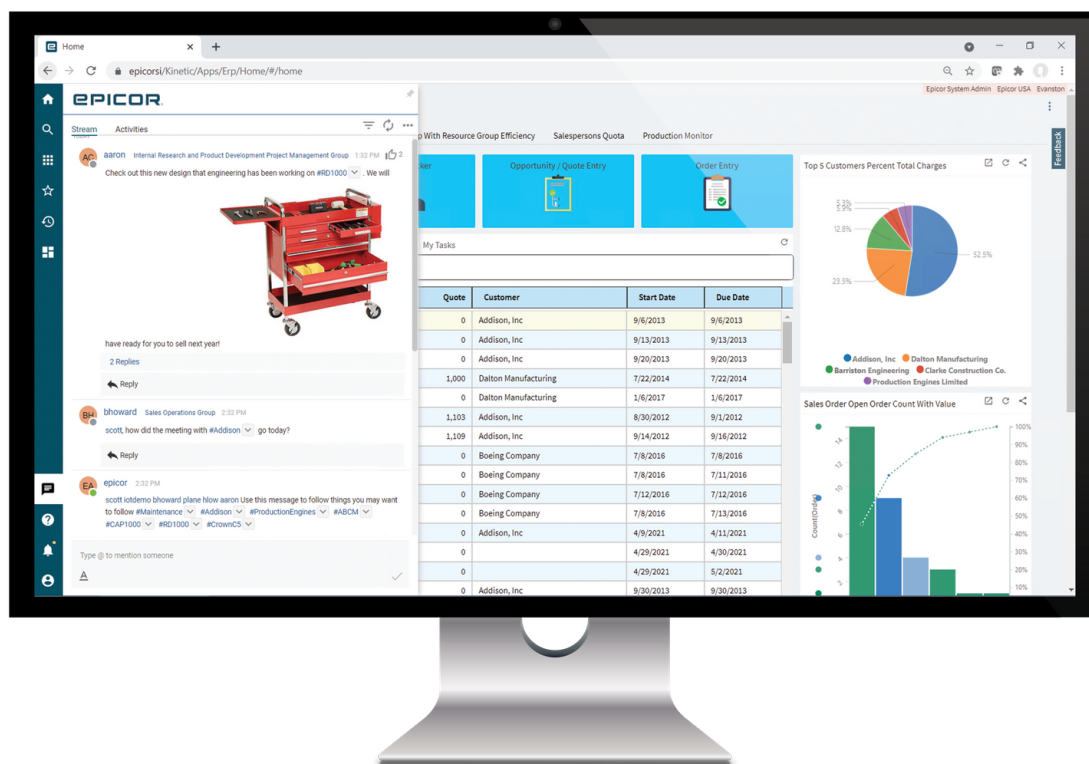 Home
epicorsi/Kinetic/Apps/Erp/Home/#/home
Epicor System Admin Epicor USA Evanston
EPICOR
Stream Activities
aaron Internal Research and Product Development Project Management Group 1:32 PM 2
Check out this new design that engineering has been working on #RD1000 . We will
have ready for you to sell next year!
2 Replies
Reply
BH
bhoward Sales Operations Group 2:32 PM
scott, how did the meeting with #Addison go today?
Reply
EA
epicor 2:32 PM
scott iotdemo bhoward plane hlow aaron Use this message to follow things you may want
to follow #Maintenance #Addison #ProductionEngines #ABCM
#CAP1000 #RD1000 #CrownC5
Type @ to mention someone
A
p With Resource Group Efficiency Salespersons Quota Production Monitor
Feedback
ker Opportunity / Quote Entry Order Entry
My Tasks
Quote Customer Start Date Due Date
0 Addison, Inc 9/6/2013 9/6/2013
0 Addison, Inc 9/13/2013 9/13/2013
0 Addison, Inc 9/20/2013 9/20/2013
1,000 Dalton Manufacturing 7/22/2014 7/22/2014
0 Dalton Manufacturing 1/6/2017 1/6/2017
1,103 Addison, Inc 8/30/2012 9/1/2012
1,109 Addison, Inc 9/14/2012 9/16/2012
0 Boeing Company 7/8/2016 7/8/2016
0 Boeing Company 7/8/2016 7/11/2016
0 Boeing Company 7/12/2016 7/12/2016
0 Boeing Company 7/8/2016 7/13/2016
0 Addison, Inc 4/9/2021 4/11/2021
0 4/29/2021 4/30/2021
0 4/29/2021 5/2/2021
0 Addison, Inc 9/30/2013 9/30/2013
Top 5 Customers Percent Total Charges
12.8%
23.5%
52.5%
Addison, Inc Dalton Manufacturing
Barriston Engineering Clarke Construction Co.
Production Engines Limited
Sales Order Open Order Count With Value
Count(Order)
14
12
8
6
4
2
100%
90%
80%
70%
60%
50%
40%
30%
20%
10%